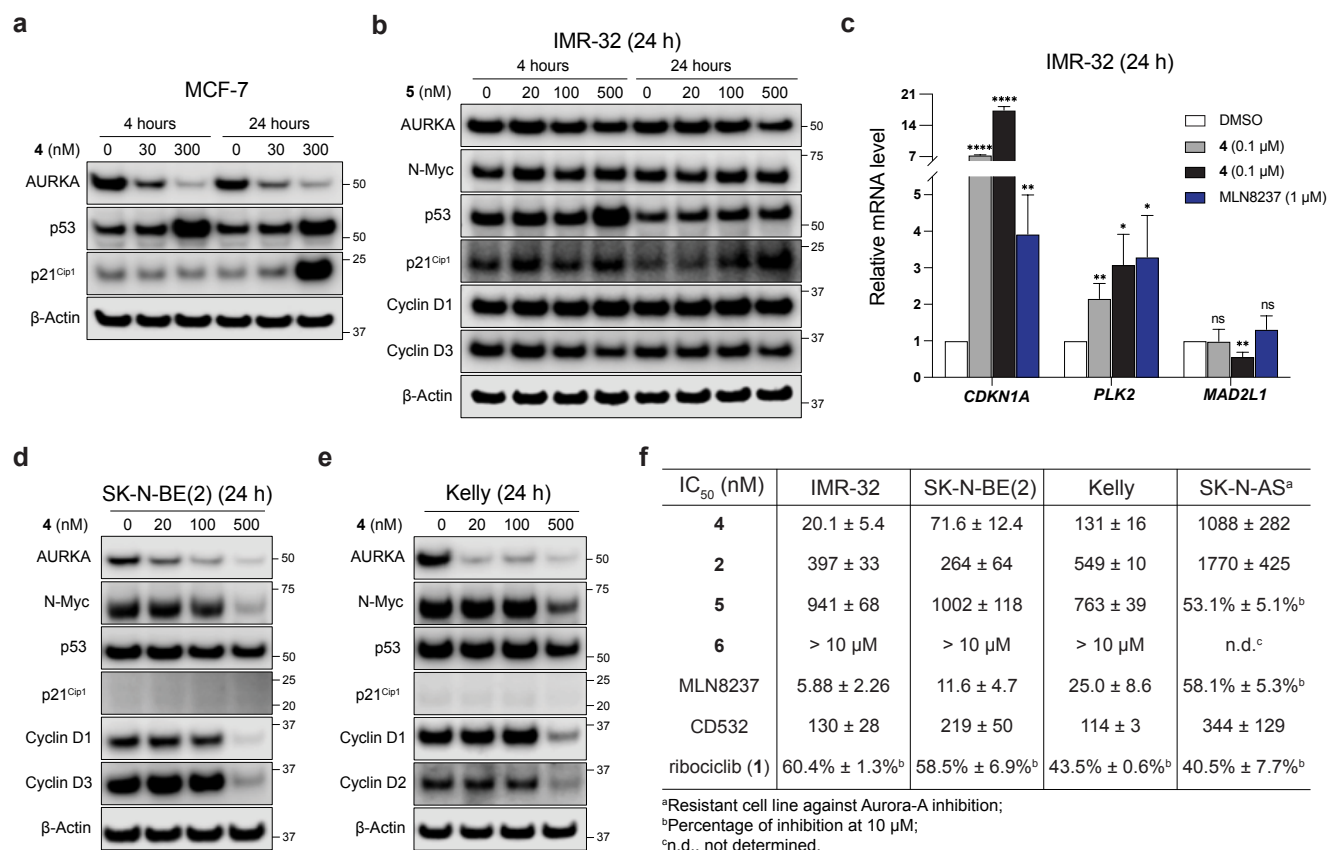 a
MCF-7
4 hours 24 hours
4 (nM) 0 30 300 0 30 300
AURKA 50
p53 50
p21Cip1 25
β-Actin 37
b
IMR-32 (24 h)
4 hours 24 hours
5 (nM) 0 20 100 500 0 20 100 500
AURKA 50
N-Myc 75
p53 50
p21Cip1 25
Cyclin D1 37
Cyclin D3 37
β-Actin 37
c
IMR-32 (24 h)
Relative mRNA level
21
14
7
5
4
3
2
1
0
**** **** **
** * *
ns ** ns
CDKN1A PLK2 MAD2L1
DMSO
4 (0.1 µM)
4 (0.1 µM)
MLN8237 (1 µM)
d
SK-N-BE(2) (24 h)
4 (nM) 0 20 100 500
AURKA 50
N-Myc 75
p53 50
p21Cip1 25
20
Cyclin D1 37
Cyclin D3 37
β-Actin 37
e
Kelly (24 h)
4 (nM) 0 20 100 500
AURKA 50
N-Myc 75
p53 50
p21Cip1 25
20
Cyclin D1 37
Cyclin D2 37
β-Actin 37
f
IC50 (nM) IMR-32 SK-N-BE(2) Kelly SK-N-ASa
4 20.1 ± 5.4 71.6 ± 12.4 131 ± 16 1088 ± 282
2 397 ± 33 264 ± 64 549 ± 10 1770 ± 425
5 941 ± 68 1002 ± 118 763 ± 39 53.1% ± 5.1%b
6 > 10 µM > 10 µM > 10 µM n.d.c
MLN8237 5.88 ± 2.26 11.6 ± 4.7 25.0 ± 8.6 58.1% ± 5.3%b
CD532 130 ± 28 219 ± 50 114 ± 3 344 ± 129
ribociclib (1) 60.4% ± 1.3%b 58.5% ± 6.9%b 43.5% ± 0.6%b 40.5% ± 7.7%b
aResistant cell line against Aurora-A inhibition;
bPercentage of inhibition at 10 µM;
cn.d., not determined.